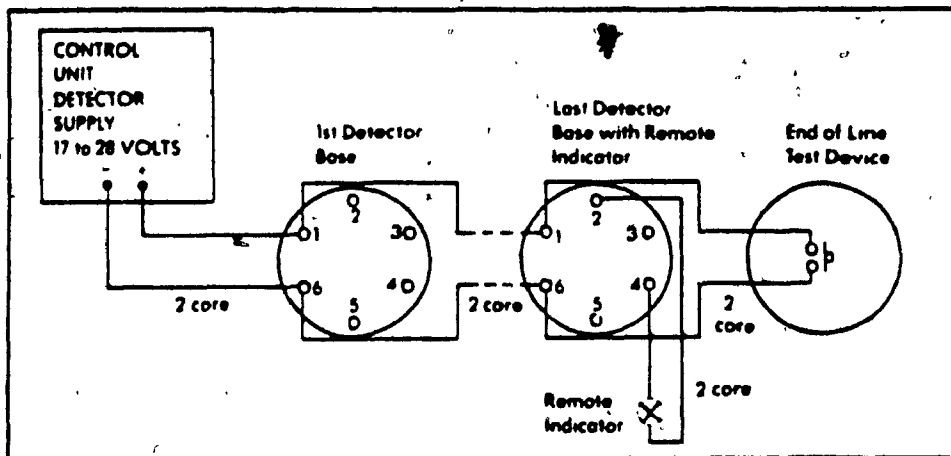 CONTROL
UNIT
DETECTOR
SUPPLY
17 to 28 VOLTS
- +
1st Detector
Base
Last Detector
Base with Remote
Indicator
End of Line
Test Device
1
2
3
4
5
6
1
2
3
4
5
6
2 core
2 core
2
core
2 core
Remote
Indicator